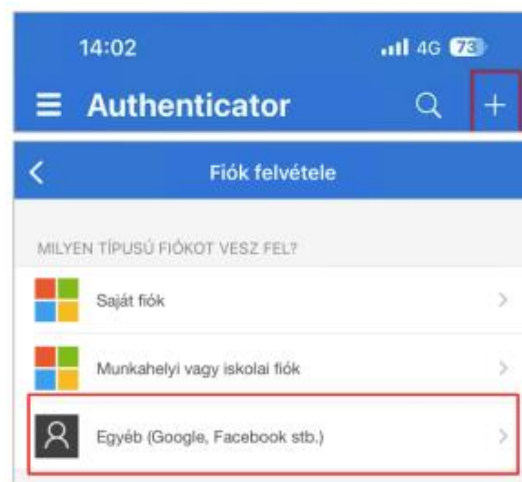 14:02
4G 73
Authenticator
Fiók felvétele
MILYEN TÍPUSÚ FIÓKOT VESZ FEL?
Saját fiók
Munkahelyi vagy iskolai fiók
Egyéb (Google, Facebook stb.)